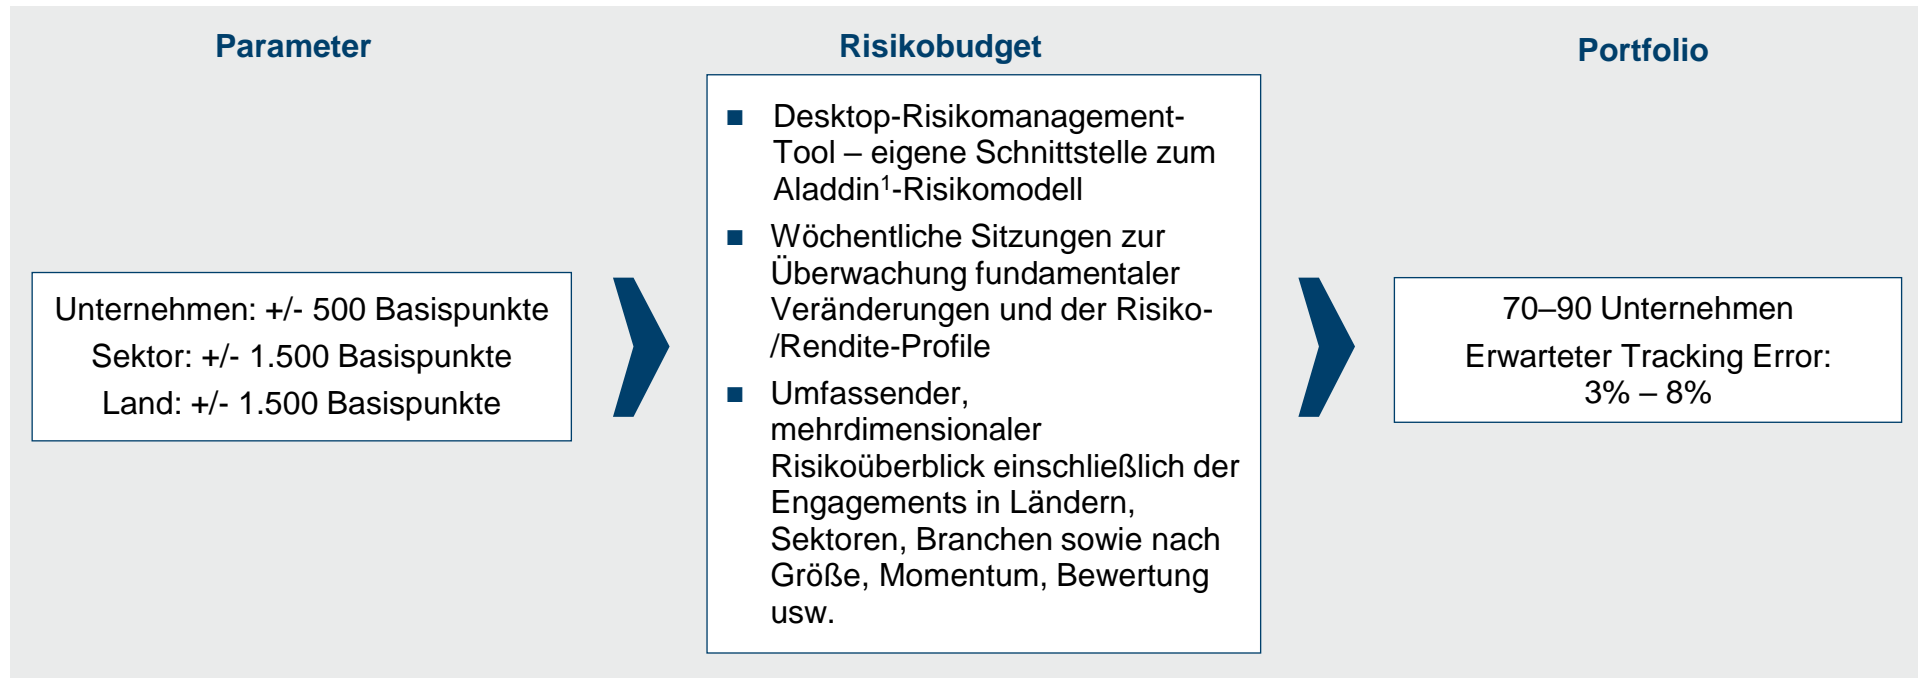 Parameter
Unternehmen: +/- 500 Basispunkte
Sektor: +/- 1.500 Basispunkte
Land: +/- 1.500 Basispunkte
Risikobudget
■ Desktop-Risikomanagement-
Tool – eigene Schnittstelle zum
Aladdin¹-Risikomodell
■ Wöchentliche Sitzungen zur
Überwachung fundamentaler
Veränderungen und der Risiko-
/Rendite-Profile
■ Umfassender,
mehrdimensionaler
Risikoüberblick einschließlich der
Engagements in Ländern,
Sektoren, Branchen sowie nach
Größe, Momentum, Bewertung
usw.
Portfolio
70–90 Unternehmen
Erwarteter Tracking Error:
3% – 8%